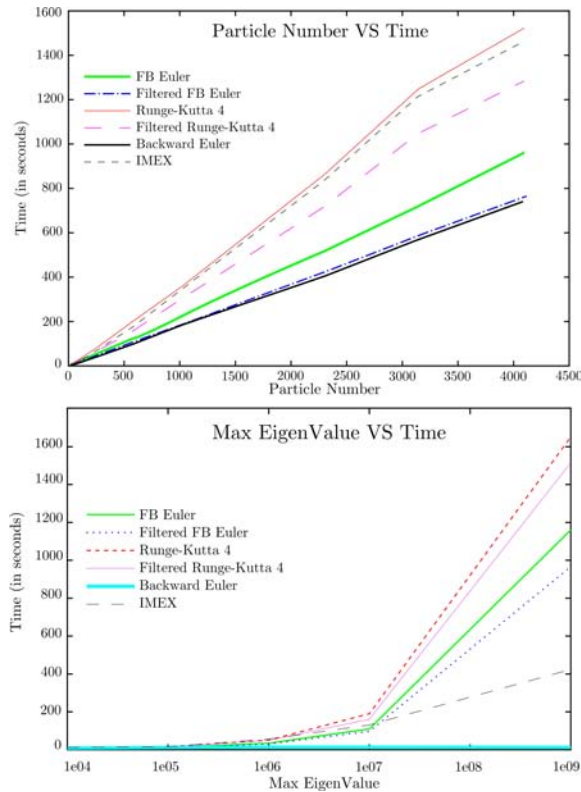 Particle Number VS Time
1600
1400
1200
1000
800
600
400
200
0
Time (in seconds)
FB Euler
Filtered FB Euler
Runge-Kutta 4
Filtered Runge-Kutta 4
Backward Euler
IMEX
0 500 1000 1500 2000 2500 3000 3500 4000 4500
Particle Number
Max EigenValue VS Time
1600
1400
1200
1000
800
600
400
200
0
Time (in seconds)
FB Euler
Filtered FB Euler
Runge-Kutta 4
Filtered Runge-Kutta 4
Backward Euler
IMEX
1e04 1e05 1e06 1e07 1e08 1e09
Max EigenValue